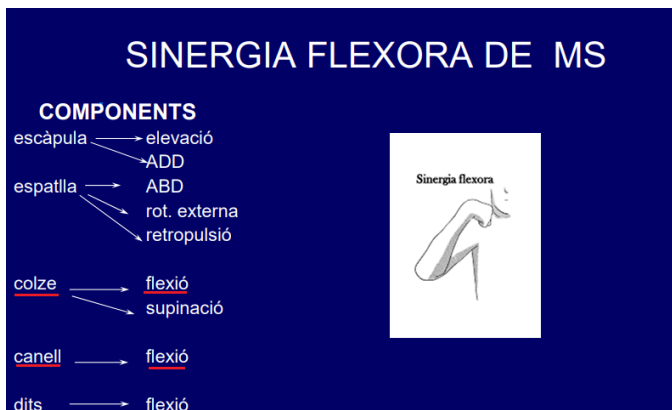 SINERGIA FLEXORA DE MS
COMPONENTS
escàpula elevació
ADD
espatlla ABD
rot. externa
retropulsió
colze flexió
supinació
canell flexió
dits flexió
Sinergia flexora